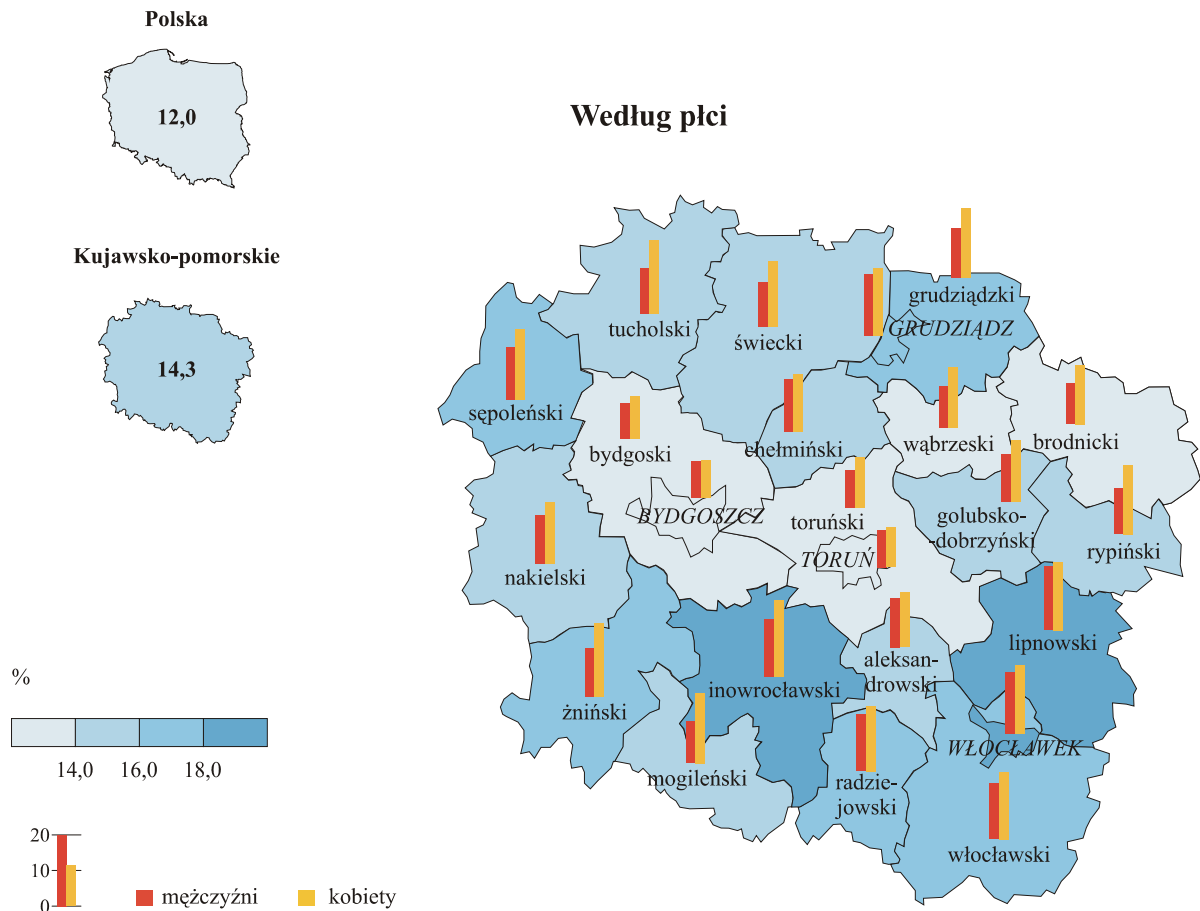 Polska
12,0
Kujawsko-pomorskie
14,3
Według płci
grudziądzki
GRUDZIĄDZ
tucholski
świecki
sępoleński
bydgoski
chełmiński
wąbrzeski
brodnicki
BYDGOSZCZ
toruński
golubsko-
-dobrzyński
rypiński
nakielski
TORUŃ
lipnowski
aleksan-
drowski
inowrocławski
żniński
WŁOCŁAWEK
mogileński
radzie-
jowski
włocławski
%
14,0 16,0 18,0
20
10
0
mężczyźni
kobiety